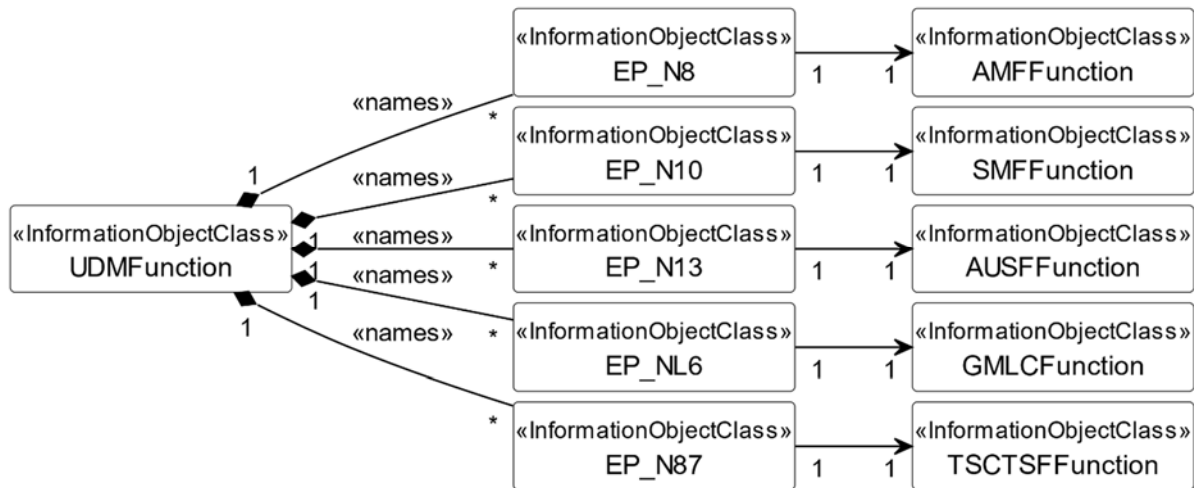 «InformationObjectClass»
EP_N8
1
1
«InformationObjectClass»
AMFFunction
«names»
*
1
«InformationObjectClass»
EP_N10
1
1
«InformationObjectClass»
SMFFunction
«names»
*
1
«InformationObjectClass»
UDMFunction
«InformationObjectClass»
EP_N13
1
1
«InformationObjectClass»
AUSFFunction
«names»
*
1
«InformationObjectClass»
EP_NL6
1
1
«InformationObjectClass»
GMLCFunction
«names»
*
1
«InformationObjectClass»
EP_N87
1
1
«InformationObjectClass»
TSCTSFFunction
«names»
*
1